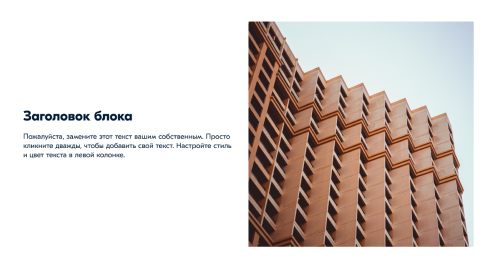 Заголовок блока
Пожалуйста, замените этот текст вашим собственным. Просто
кликните дважды, чтобы добавить свой текст. Настройте стиль
и цвет текста в левой колонке.